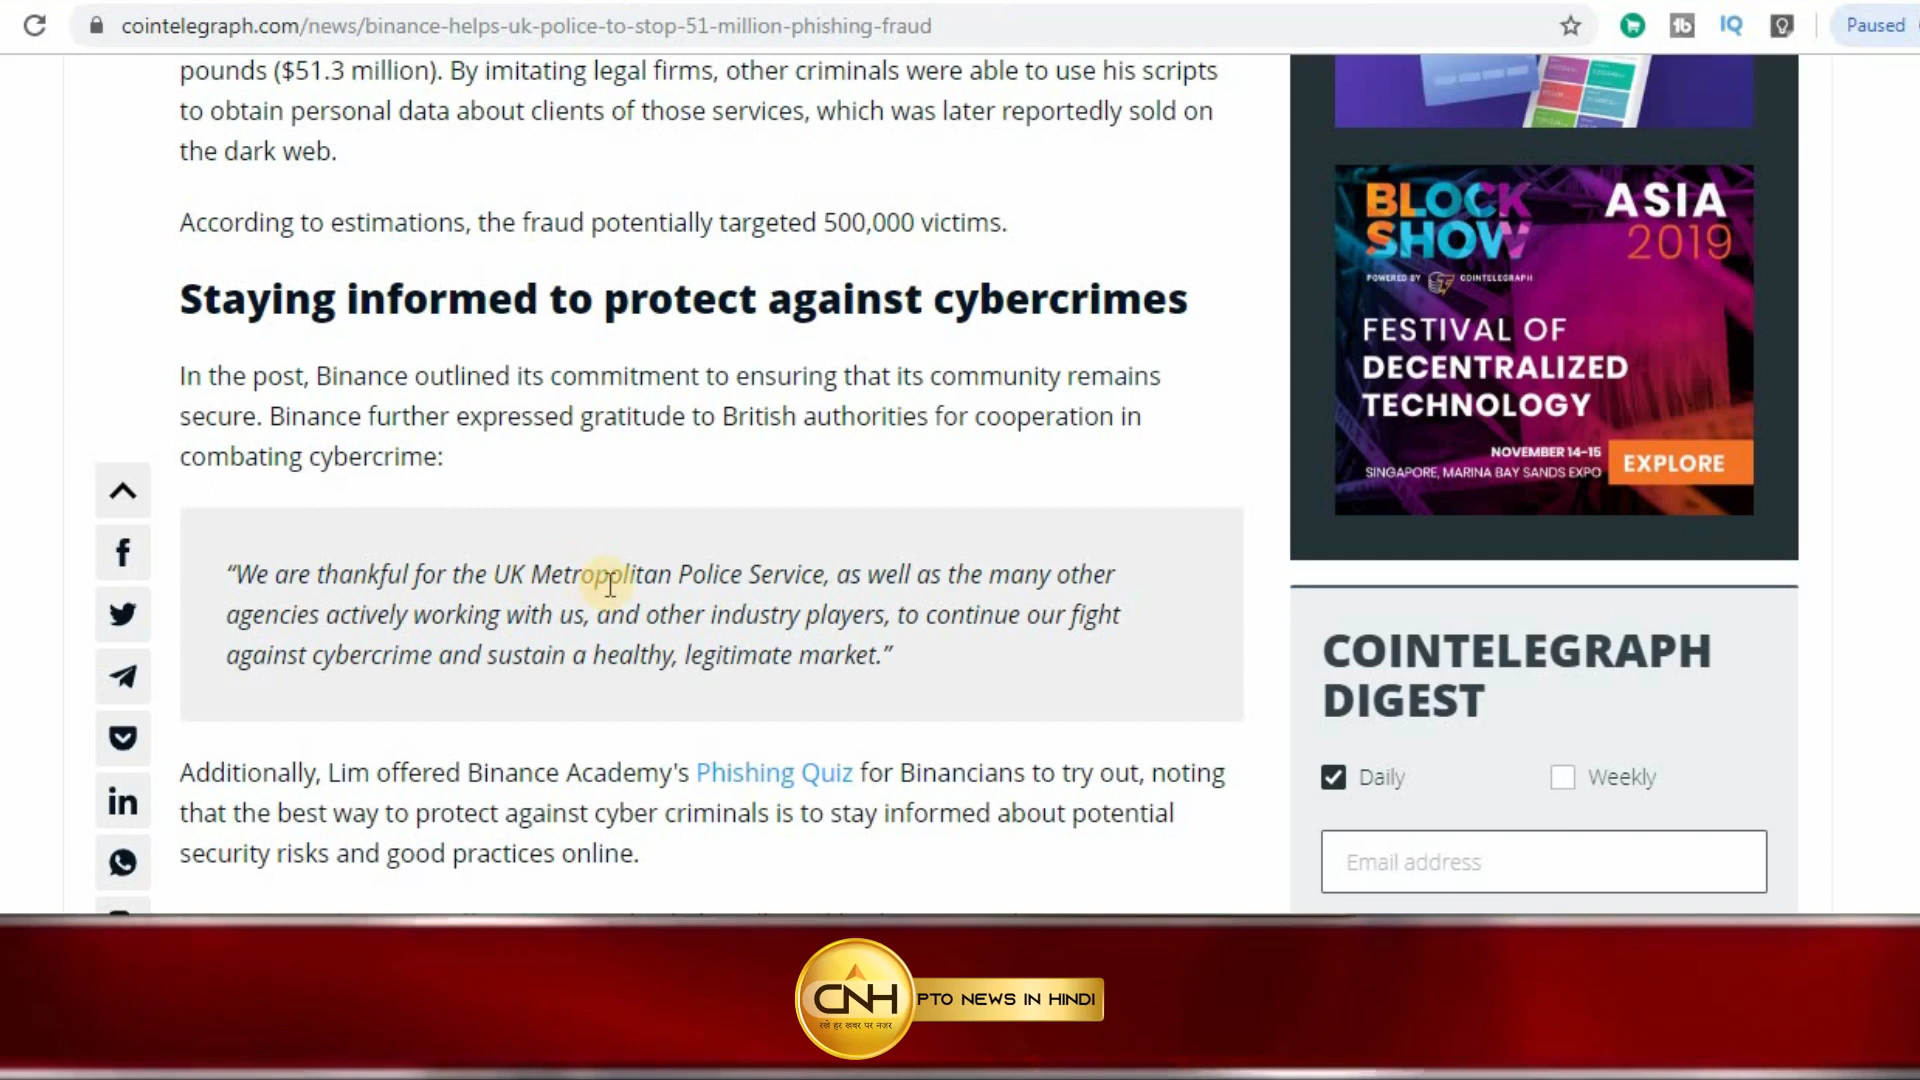 cointelegraph.com/news/binance-helps-uk-police-to-stop-51-million-phishing-fraud
Paused
pounds ($51.3 million). By imitating legal firms, other criminals were able to use his scripts
to obtain personal data about clients of those services, which was later reportedly sold on
the dark web.
According to estimations, the fraud potentially targeted 500,000 victims.
Staying informed to protect against cybercrimes
In the post, Binance outlined its commitment to ensuring that its community remains
secure. Binance further expressed gratitude to British authorities for cooperation in
combating cybercrime:
“We are thankful for the UK Metropolitan Police Service, as well as the many other
agencies actively working with us, and other industry players, to continue our fight
against cybercrime and sustain a healthy, legitimate market.”
Additionally, Lim offered Binance Academy's Phishing Quiz for Binancians to try out, noting
that the best way to protect against cyber criminals is to stay informed about potential
security risks and good practices online.
BLOCK
SHOW
ASIA
2019
POWERED BY COINTELEGRAPH
FESTIVAL OF
DECENTRALIZED
TECHNOLOGY
NOVEMBER 14-15
SINGAPORE, MARINA BAY SANDS EXPO
EXPLORE
COINTELEGRAPH
DIGEST
Daily
Weekly
Email address
CNH
रखे हर खबर पर नजर
PTO NEWS IN HINDI